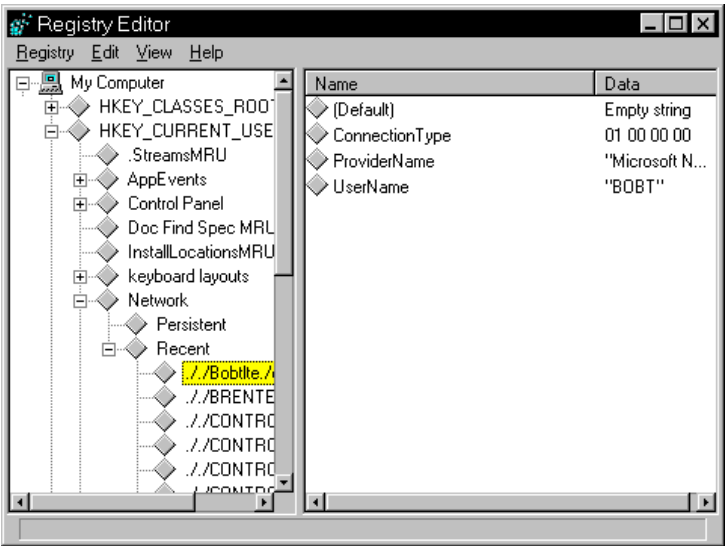 Registry Editor
Registry Edit View Help
My Computer
HKEY_CLASSES_ROOT
HKEY_CURRENT_USE
.StreamsMRU
AppEvents
Control Panel
Doc Find Spec MRU
InstallLocationsMRU
keyboard layouts
Network
Persistent
Recent
././Bobtlte./
././BRENTE
././CONTRO
././CONTRO
././CONTRO
Name Data
(Default) Empty string
ConnectionType 01 00 00 00
ProviderName "Microsoft N...
UserName "BOBT"